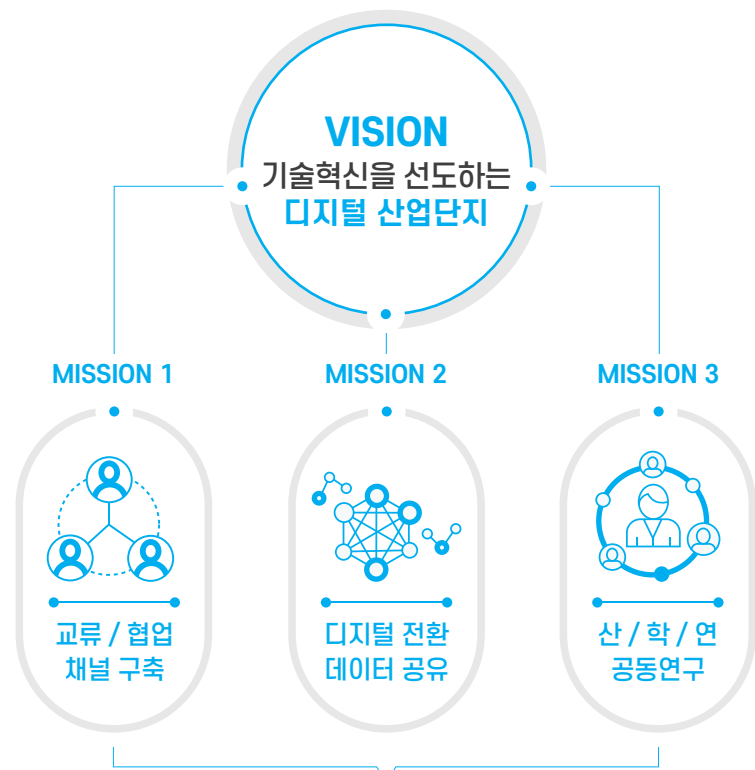 VISION
기술혁신을 선도하는
디지털 산업단지
MISSION 1
MISSION 2
MISSION 3
교류 / 협업
채널 구축
디지털 전환
데이터 공유
산 / 학 / 연
공동연구